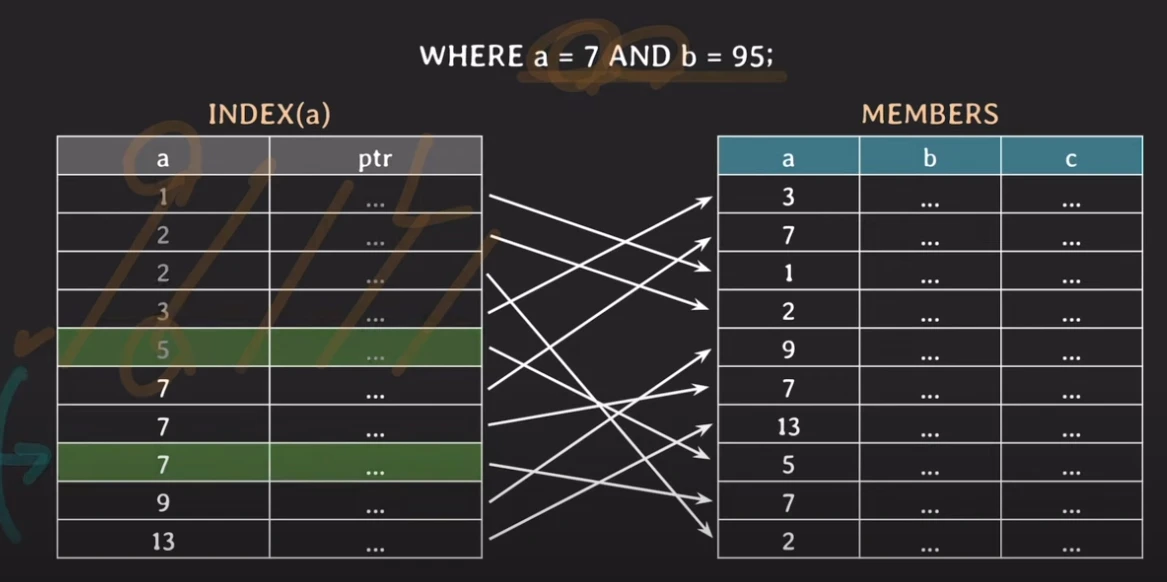 WHERE a = 7 AND b = 95;
INDEX(a)
a ptr
1 ...
2 ...
2 ...
3 ...
5 ...
7 ...
7 ...
7 ...
9 ...
13 ...
MEMBERS
a b c
3 ... ...
7 ... ...
1 ... ...
2 ... ...
9 ... ...
7 ... ...
13 ... ...
5 ... ...
7 ... ...
2 ... ...